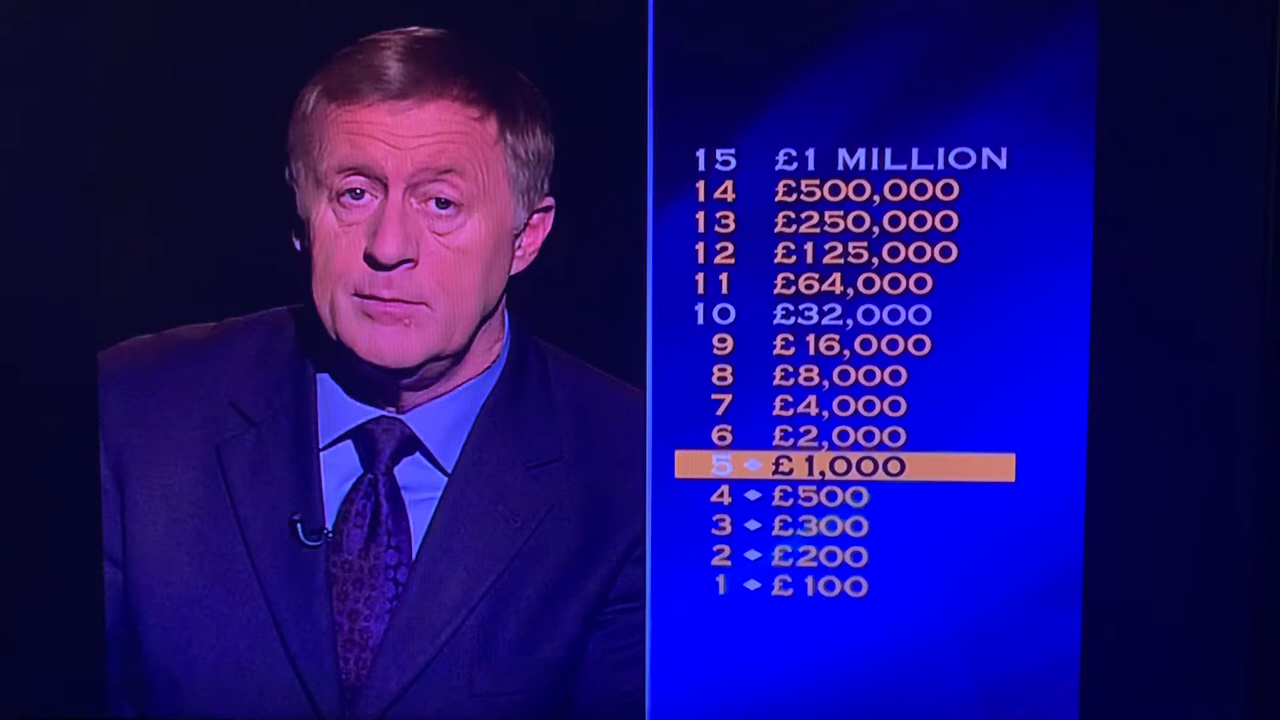 15 £1 MILLION
14 £500,000
13 £250,000
12 £125,000
11 £64,000
10 £32,000
9 £16,000
8 £8,000
7 £4,000
6 £2,000
5 ◆ £1,000
4 ◆ £500
3 ◆ £300
2 ◆ £200
1 ◆ £100